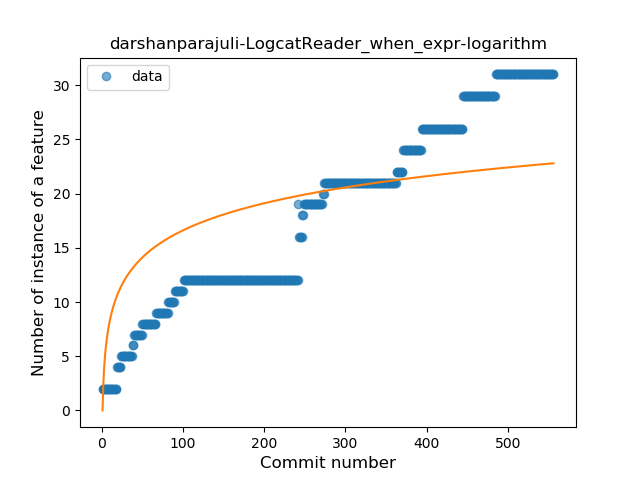 darshanparajuli-LogcatReader_when_expr-logarithm
data
Number of instance of a feature
30
25
20
15
10
5
0
0 100 200 300 400 500
Commit number